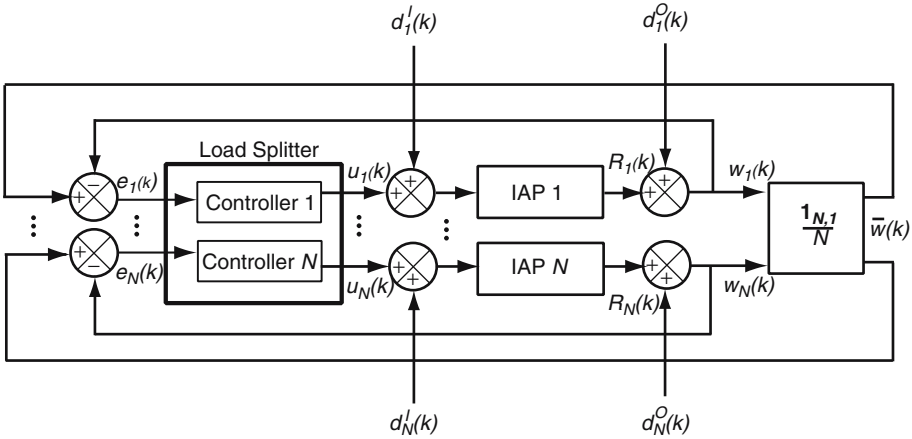 d_1^I(k)
d_1^O(k)
Load Splitter
e_1(k)
u_1(k)
R_1(k)
w_1(k)
Controller 1
IAP 1
1_{N,1}
N
w̄(k)
Controller N
IAP N
e_N(k)
u_N(k)
R_N(k)
w_N(k)
d_N^I(k)
d_N^O(k)